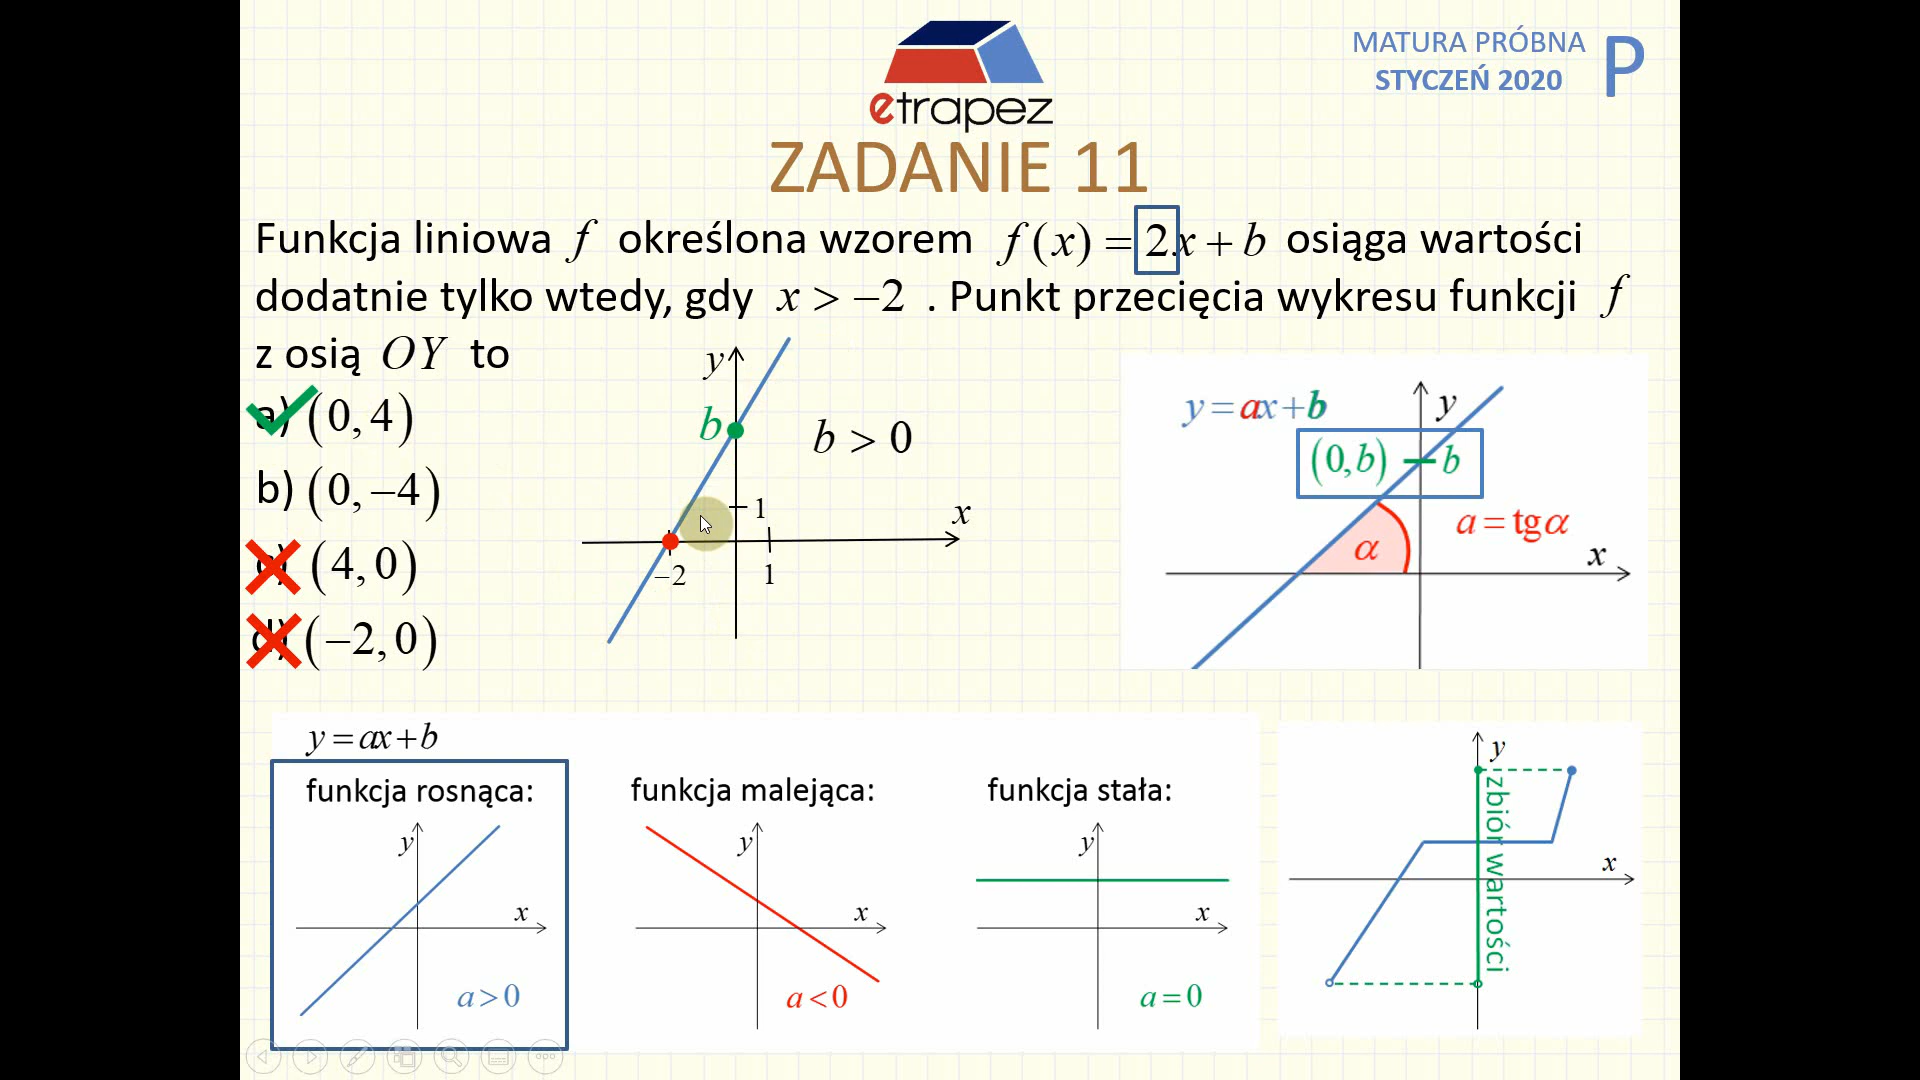 etrapez
MATURA PRÓBNA
STYCZEŃ 2020
P
ZADANIE 11
Funkcja liniowa f określona wzorem f(x) = 2x + b osiąga wartości
dodatnie tylko wtedy, gdy x > −2 . Punkt przecięcia wykresu funkcji f
z osią OY to
a) (0, 4)
b) (0, −4)
c) (4, 0)
d) (−2, 0)
y
b
b > 0
1
x
−2
1
y = ax + b
y
(0, b)
b
a = tgα
α
x
y = ax + b
funkcja rosnąca:
y
x
a > 0
funkcja malejąca:
y
x
a < 0
funkcja stała:
y
x
a = 0
y
zbiór wartości
x